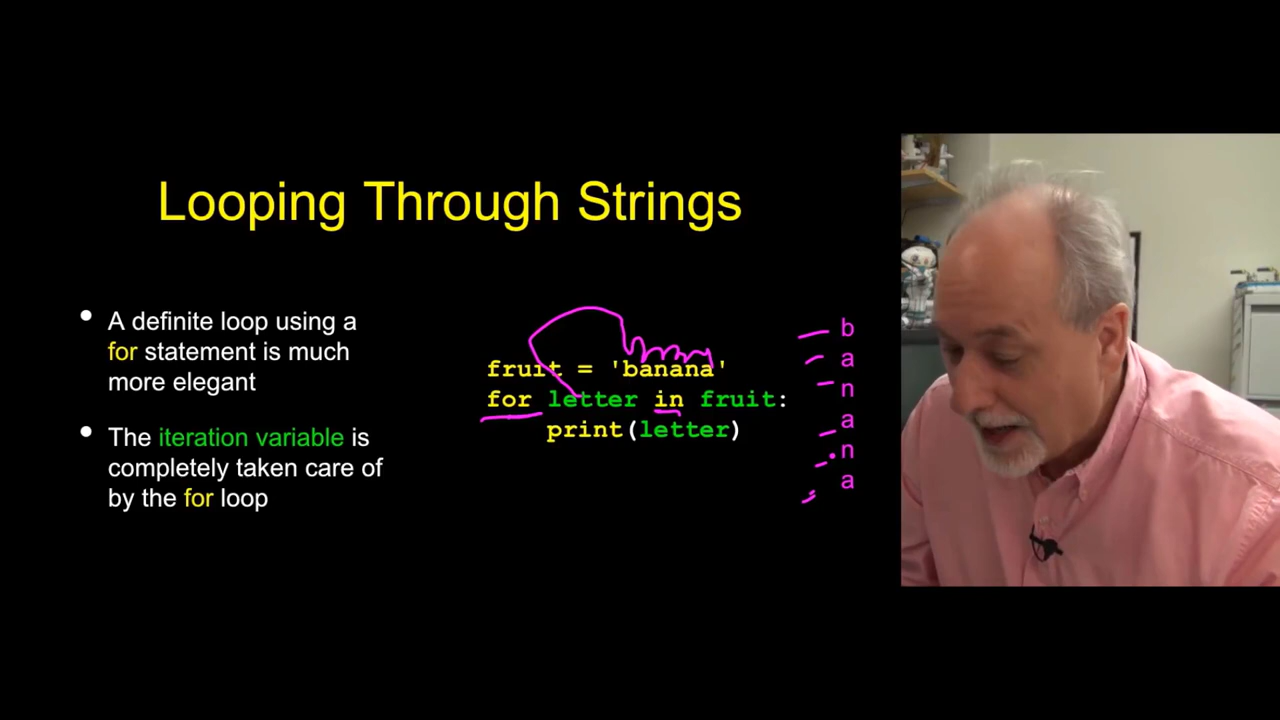 Looping Through Strings
• A definite loop using a
for statement is much
more elegant
• The iteration variable is
completely taken care of
by the for loop
fruit = 'banana'
for letter in fruit:
    print(letter)
b
a
n
a
n
a